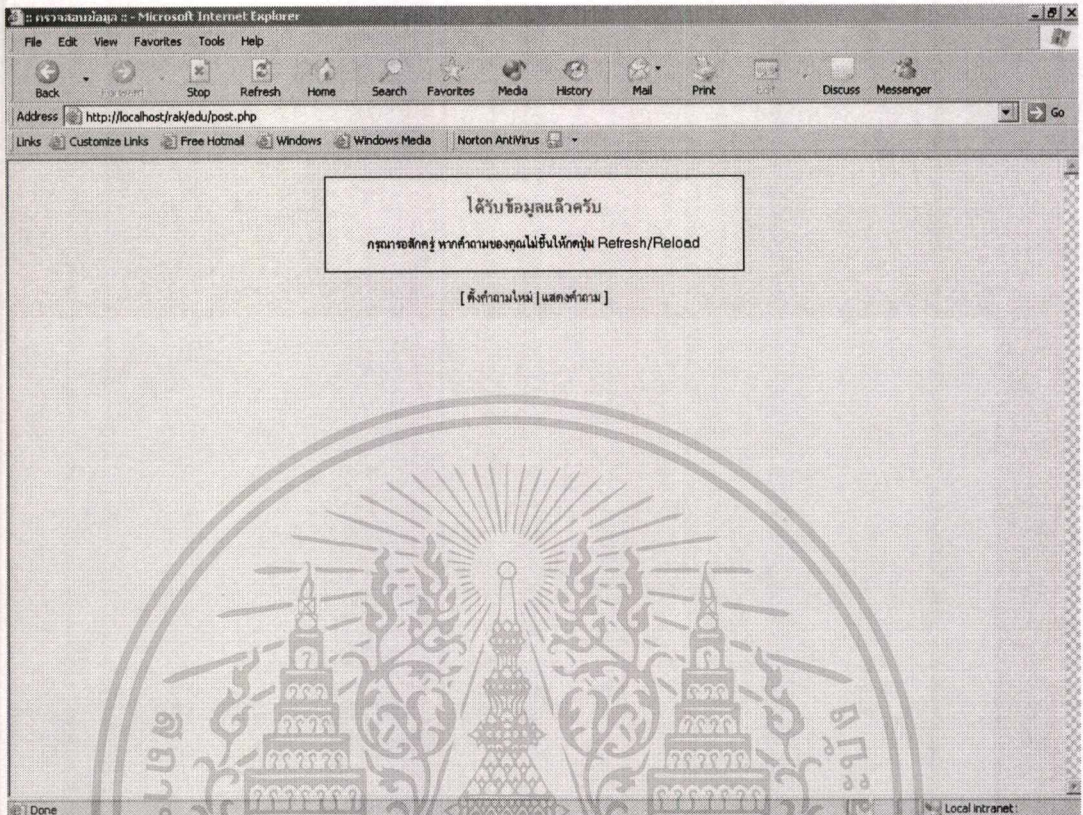 :: ตรวจสอบข้อมูล :: - Microsoft Internet Explorer
File Edit View Favorites Tools Help
Back Forward Stop Refresh Home Search Favorites Media History Mail Print Edit Discuss Messenger
Address http://localhost/rak/edu/post.php Go
Links Customize Links Free Hotmail Windows Windows Media Norton AntiVirus
ได้รับข้อมูลแล้วครับ
กรุณารอสักครู่ หากคำถามของคุณไม่ขึ้นให้กดปุ่ม Refresh/Reload
[ ตั้งคำถามใหม่ | แสดงคำถาม ]
Done Local intranet